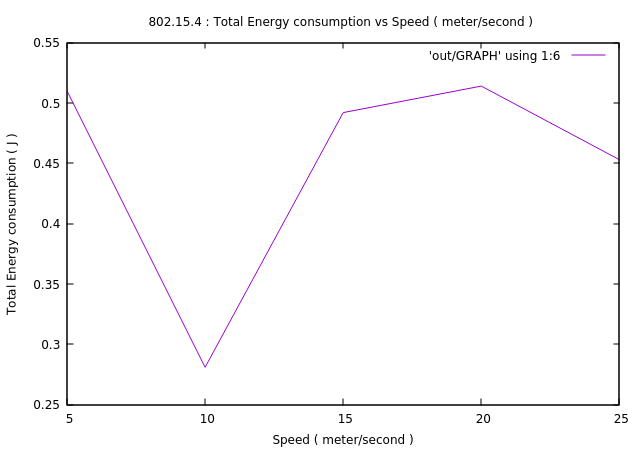 802.15.4 : Total Energy consumption vs Speed ( meter/second )
'out/GRAPH' using 1:6
Total Energy consumption ( J )
0.55
0.5
0.45
0.4
0.35
0.3
0.25
5 10 15 20 25
Speed ( meter/second )